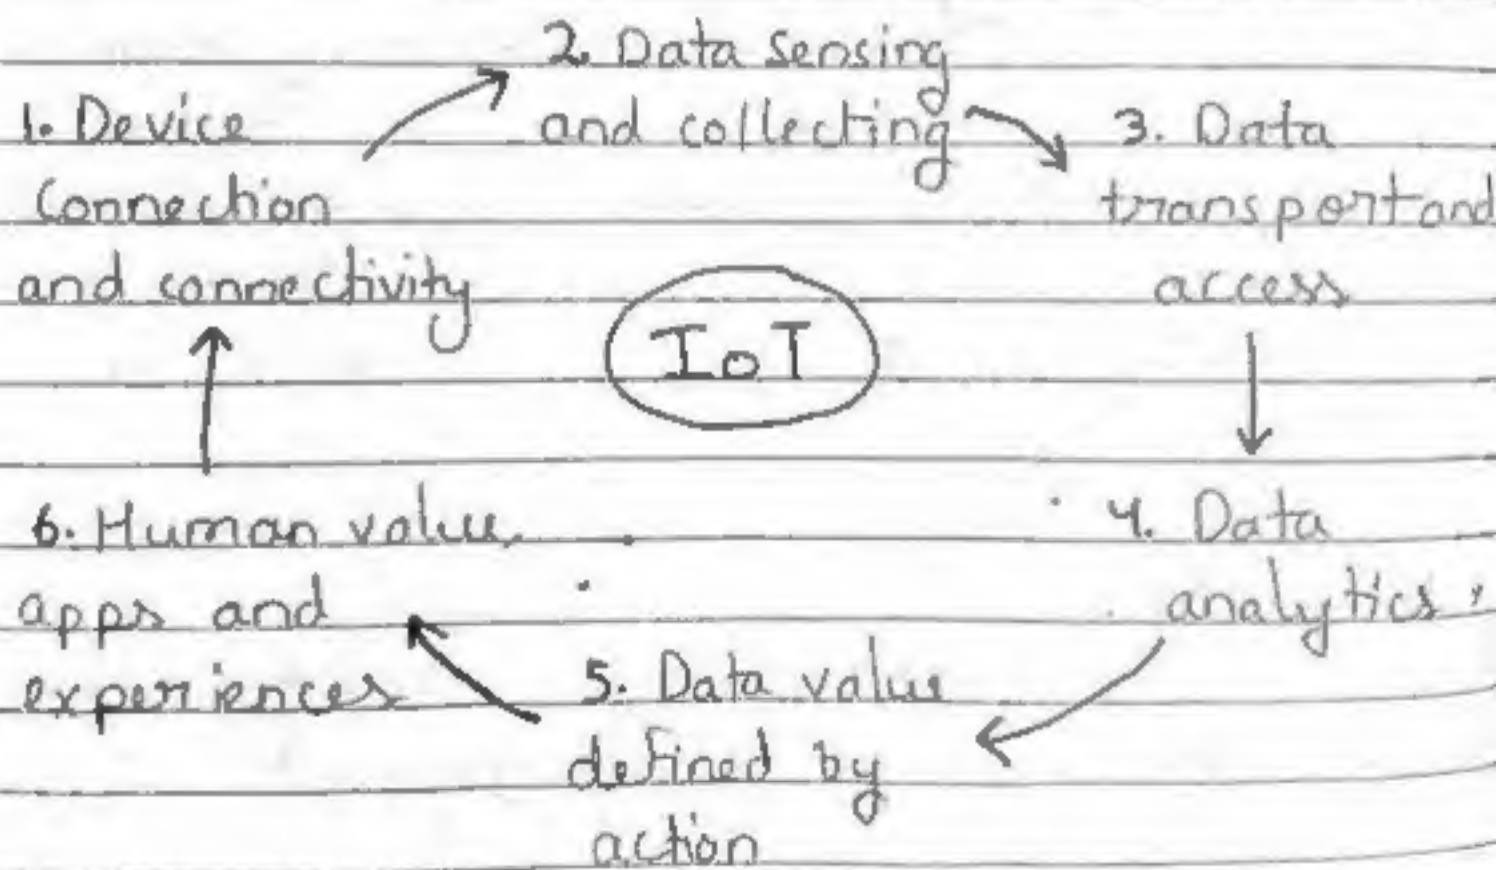 1. Device
Connection
and connectivity
2. Data sensing
and collecting
3. Data
transport and
access
IoT
4. Data
analytics
5. Data value
defined by
action
6. Human value,
apps and
experiences